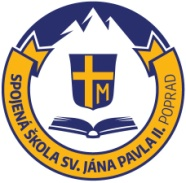 M
SPOJENÁ ŠKOLA SV. JÁNA PAVLA II. POPRAD